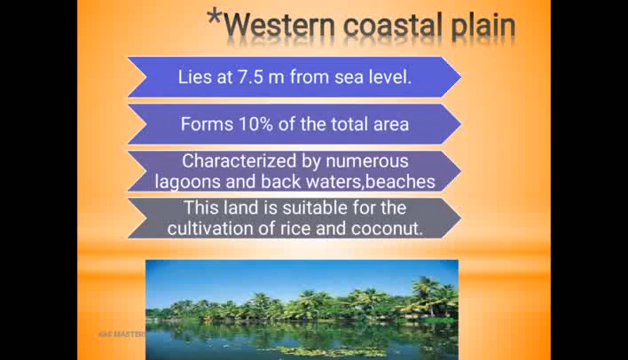 *Western coastal plain
Lies at 7.5 m from sea level.
Forms 10% of the total area
Characterized by numerous
lagoons and back waters,beaches
This land is suitable for the
cultivation of rice and coconut.